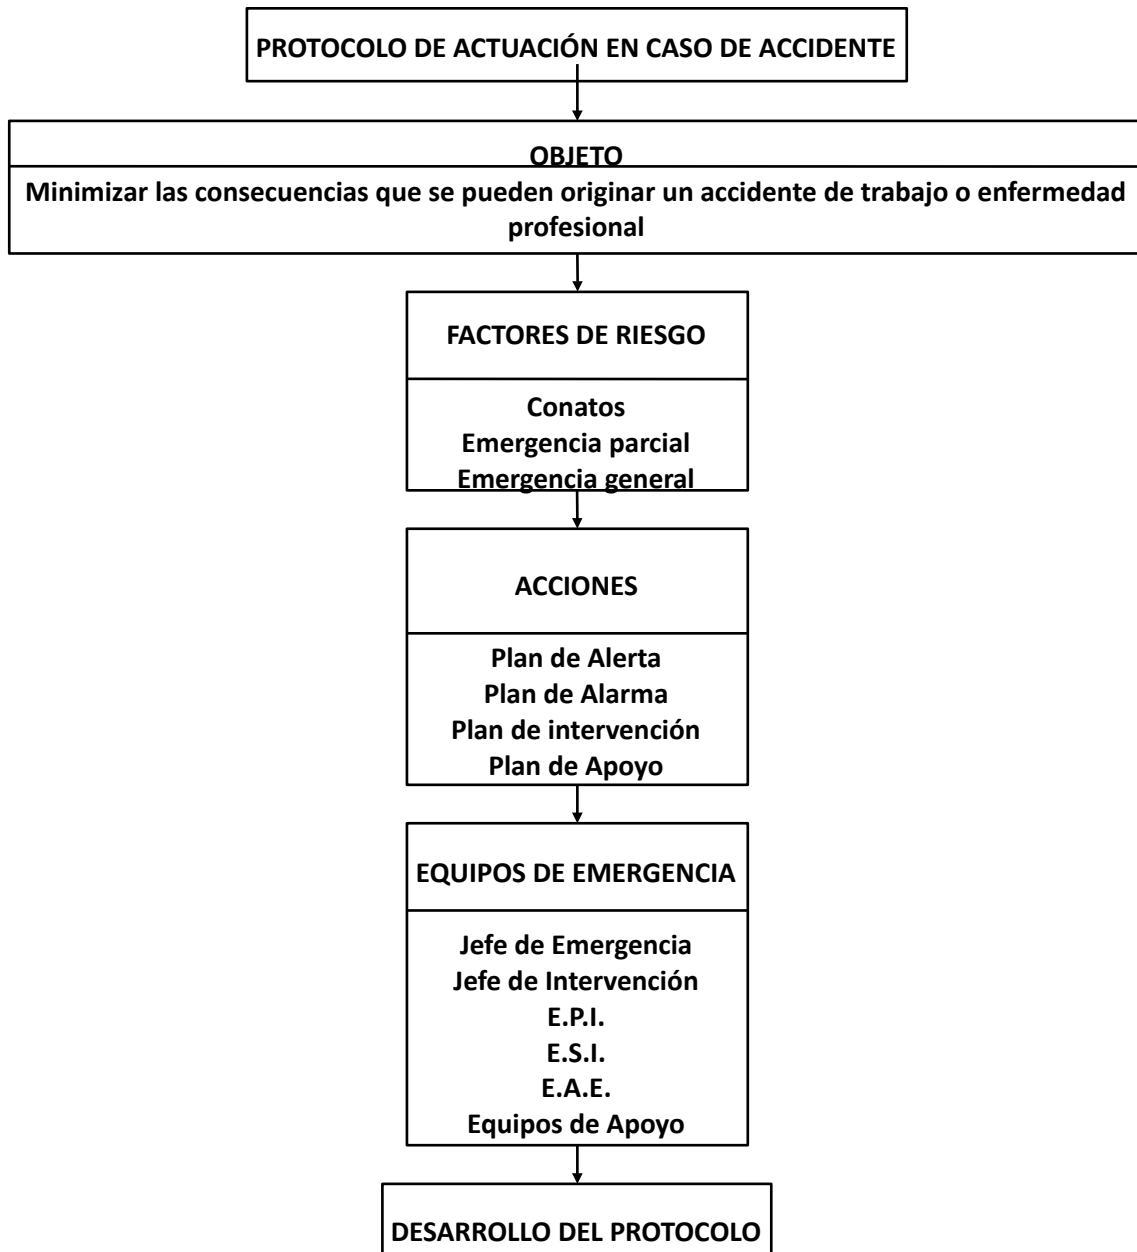 PROTOCOLO DE ACTUACIÓN EN CASO DE ACCIDENTE
OBJETO
Minimizar las consecuencias que se pueden originar un accidente de trabajo o enfermedad
profesional
FACTORES DE RIESGO
Conatos
Emergencia parcial
Emergencia general
ACCIONES
Plan de Alerta
Plan de Alarma
Plan de intervención
Plan de Apoyo
EQUIPOS DE EMERGENCIA
Jefe de Emergencia
Jefe de Intervención
E.P.I.
E.S.I.
E.A.E.
Equipos de Apoyo
DESARROLLO DEL PROTOCOLO